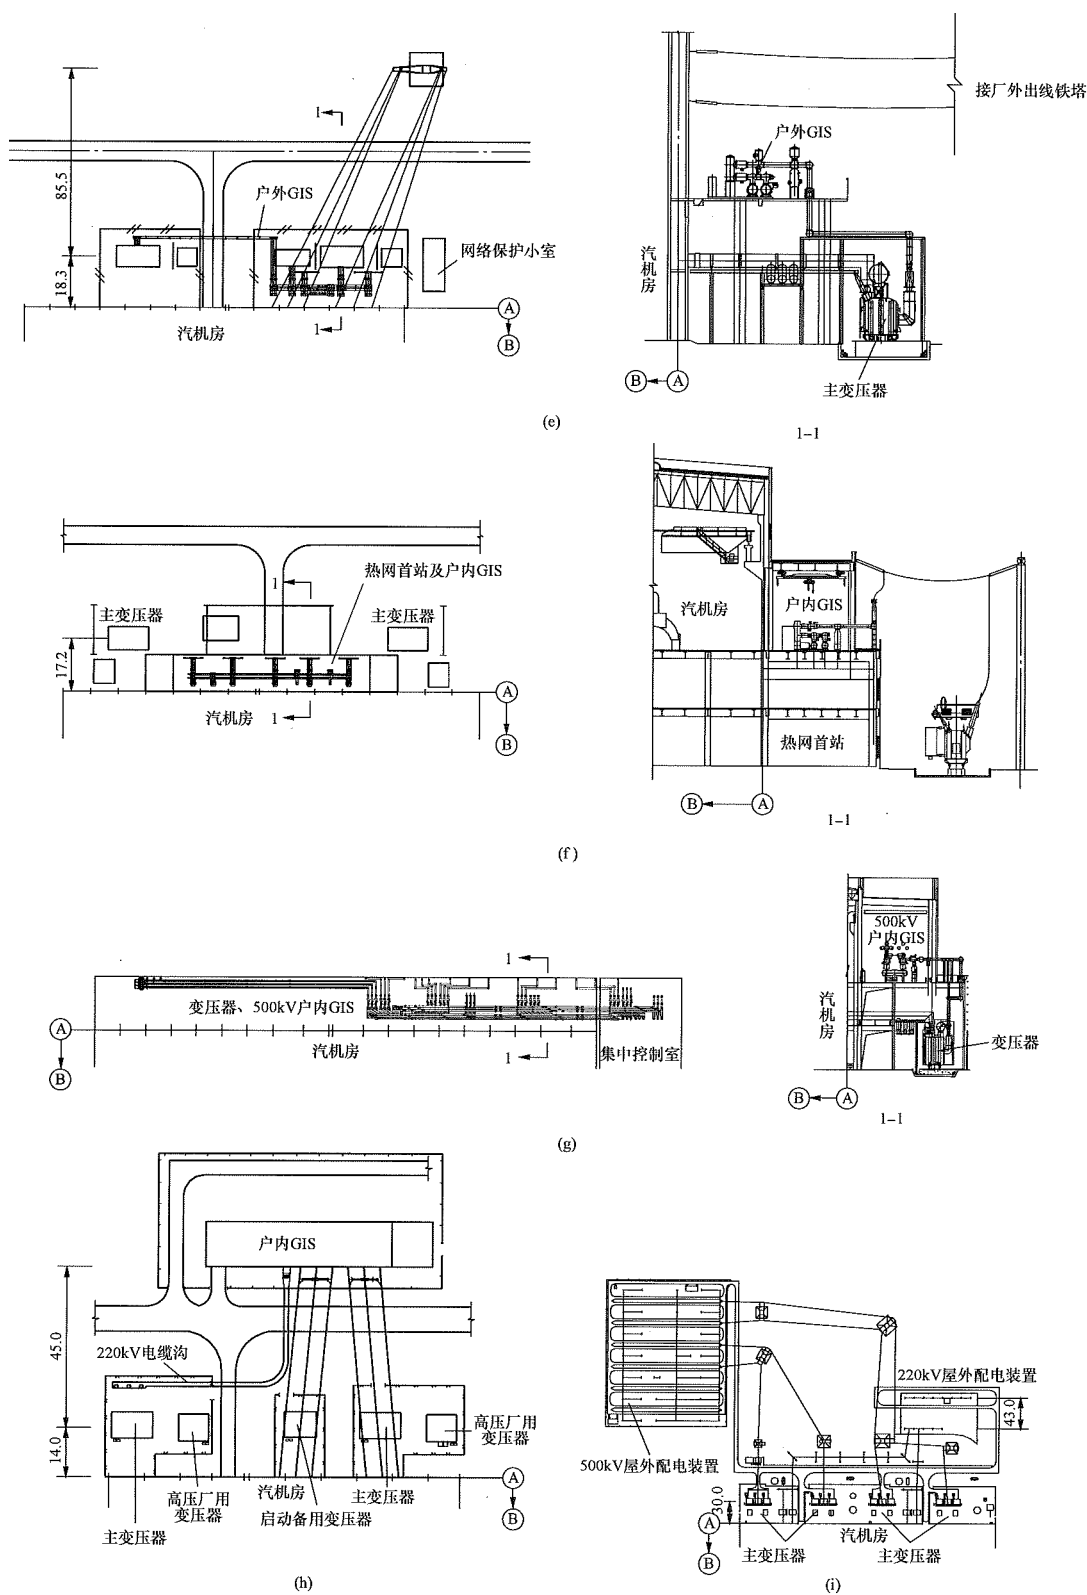 1
接厂外出线铁塔
户外GIS
85.5
户外GIS
网络保护小室
汽机房
18.3
A
汽机房
1
B
B
A
主变压器
(e)
1-1
1
热网首站及户内GIS
主变压器
主变压器
汽机房
户内GIS
17.2
A
汽机房
1
B
热网首站
B
A
1-1
(f)
500kV
户内GIS
1
变压器、500kV户内GIS
汽机房
A
汽机房
变压器
1
集中控制室
B
B
A
1-1
(g)
户内GIS
45.0
220kV电缆沟
220kV屋外配电装置
43.0
高压厂用
变压器
14.0
500kV屋外配电装置
A
汽机房
主变压器
高压厂用
变压器
启动备用变压器
B
主变压器
30.0
A
汽机房
主变压器
主变压器
B
(h)
(i)